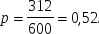 p = 312/600 = 0,52.